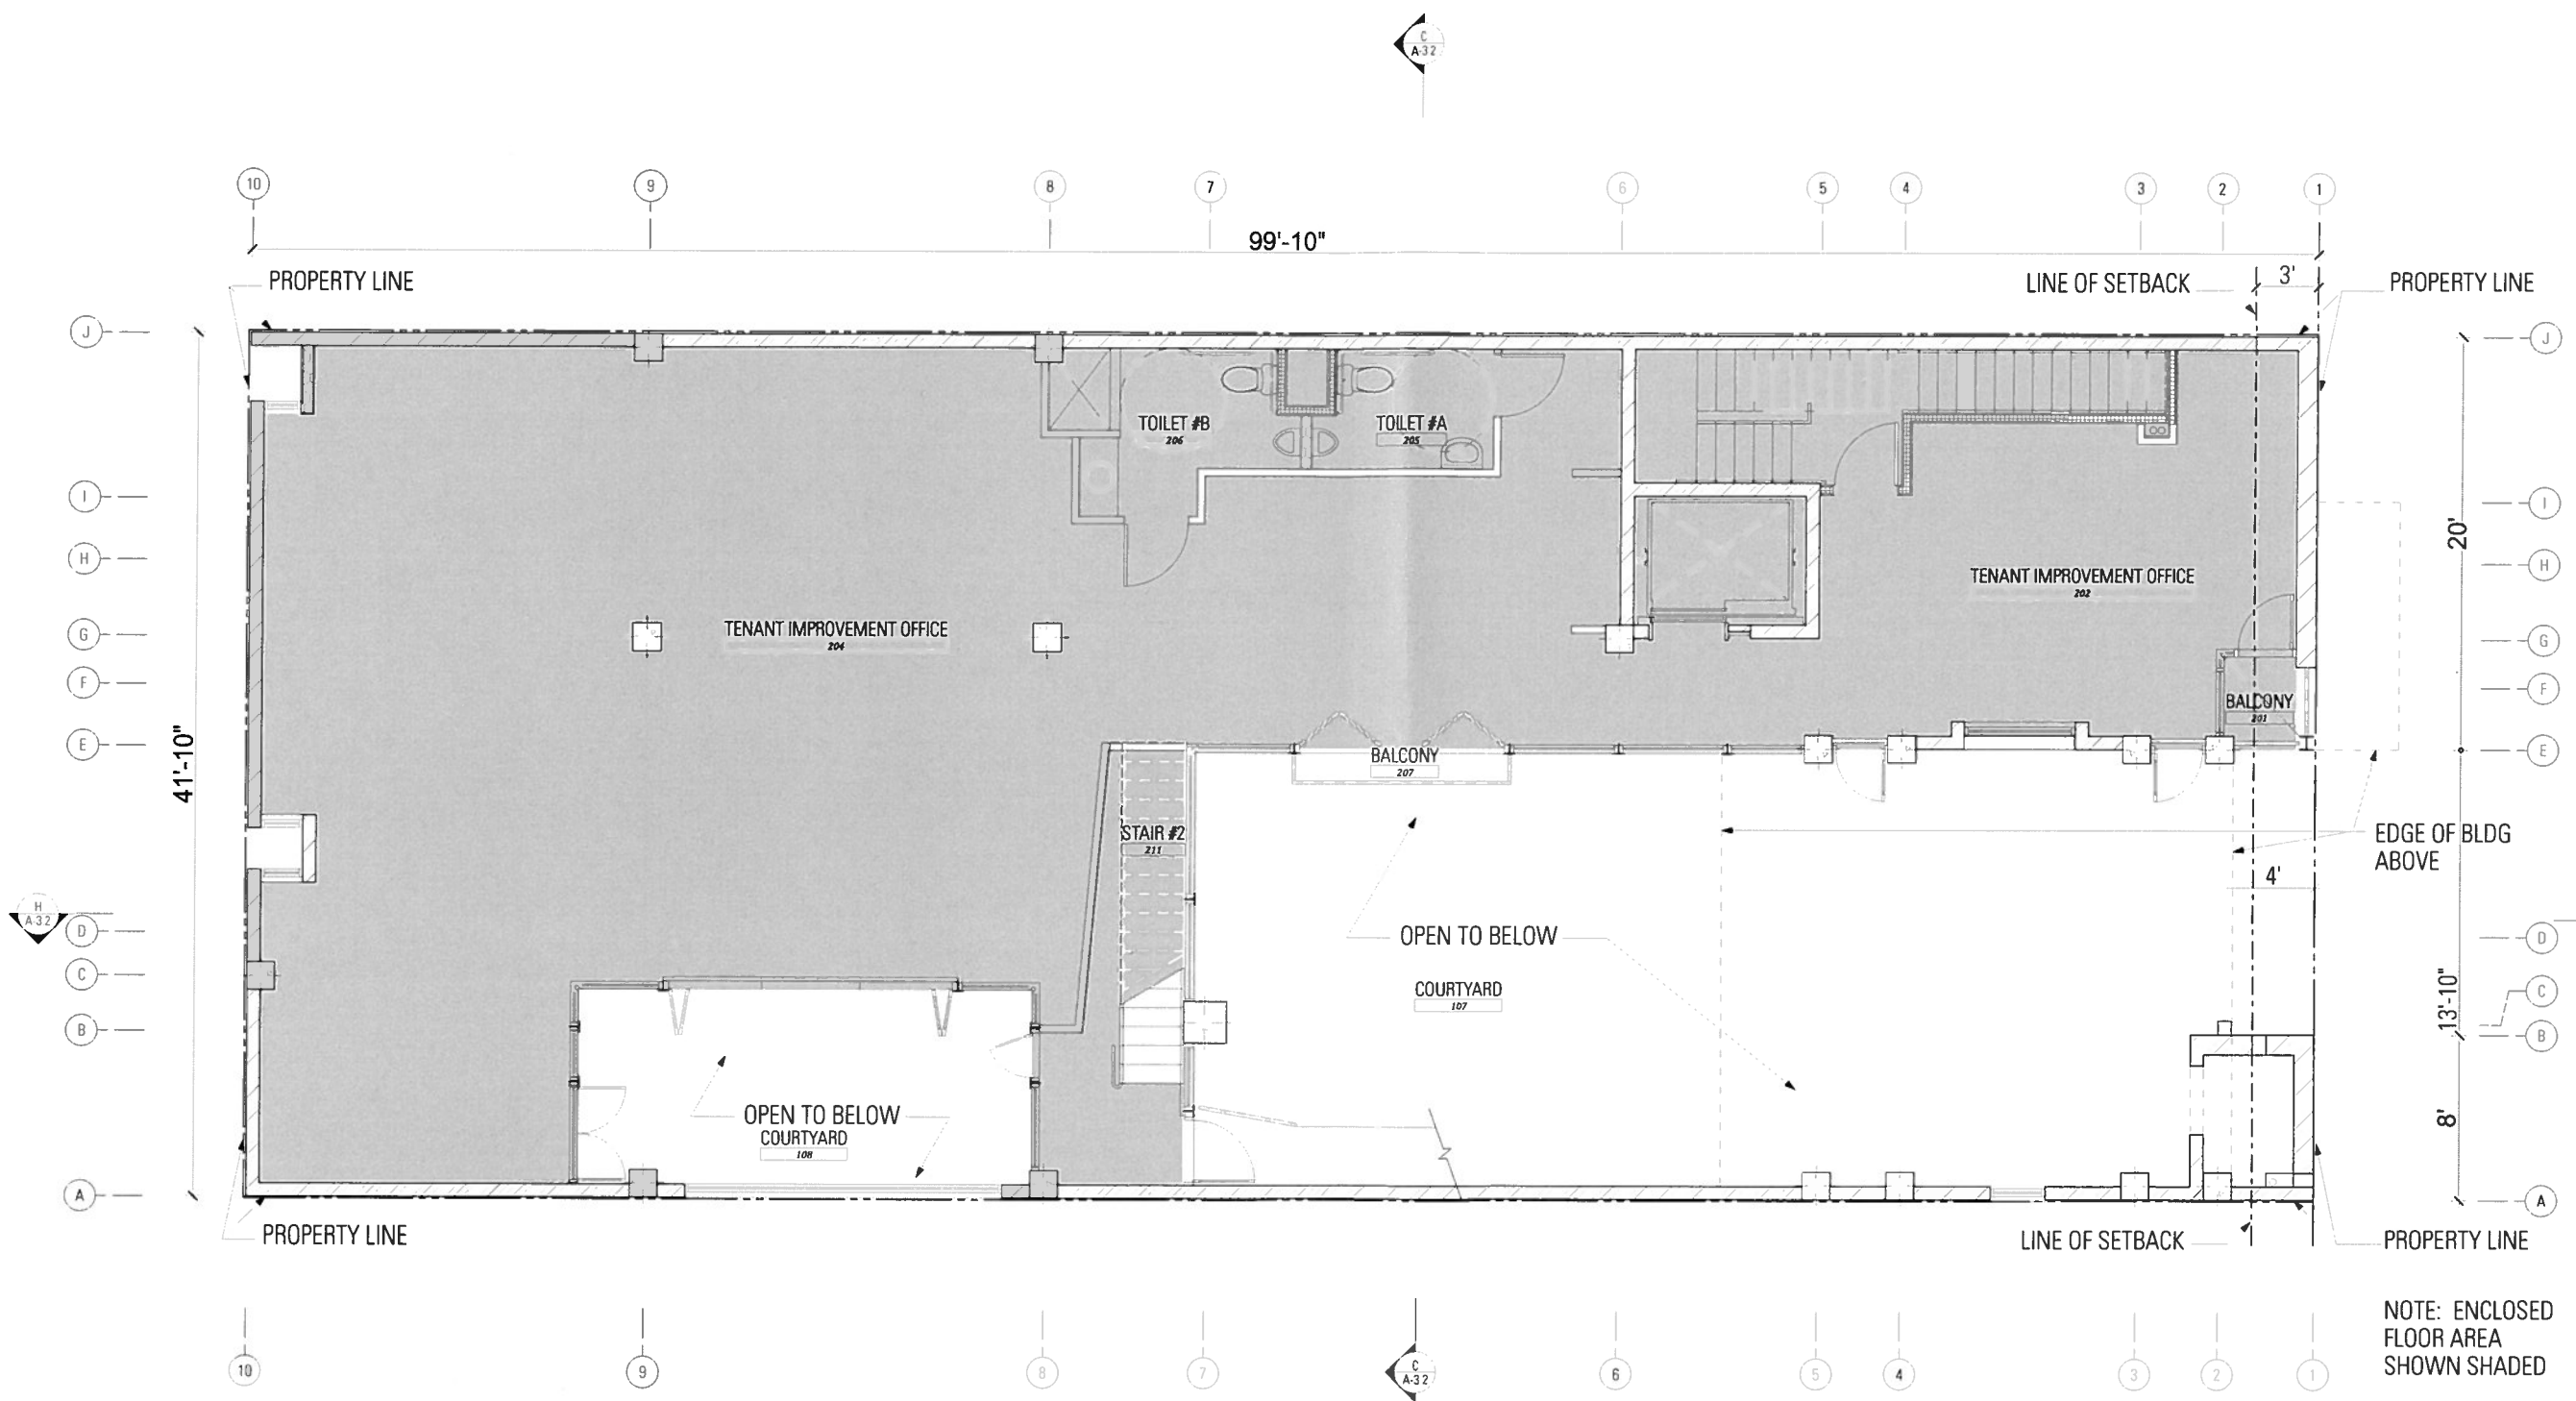 C
A-3 2
10
9
8
7
6
5
4
3
2
1
99'-10"
PROPERTY LINE
LINE OF SETBACK
3'
PROPERTY LINE
J
J
TOILET #B
206
TOILET #A
205
I
I
20'
H
H
TENANT IMPROVEMENT OFFICE
202
TENANT IMPROVEMENT OFFICE
204
G
G
F
F
BALCONY
201
E
E
41'-10"
BALCONY
207
STAIR #2
211
EDGE OF BLDG
ABOVE
4'
H
A-3 2
D
D
OPEN TO BELOW
C
C
COURTYARD
107
13'-10"
B
B
OPEN TO BELOW
COURTYARD
108
8'
A
A
PROPERTY LINE
LINE OF SETBACK
PROPERTY LINE
10
9
8
7
C
A-3 2
6
5
4
3
2
1
NOTE: ENCLOSED
FLOOR AREA
SHOWN SHADED